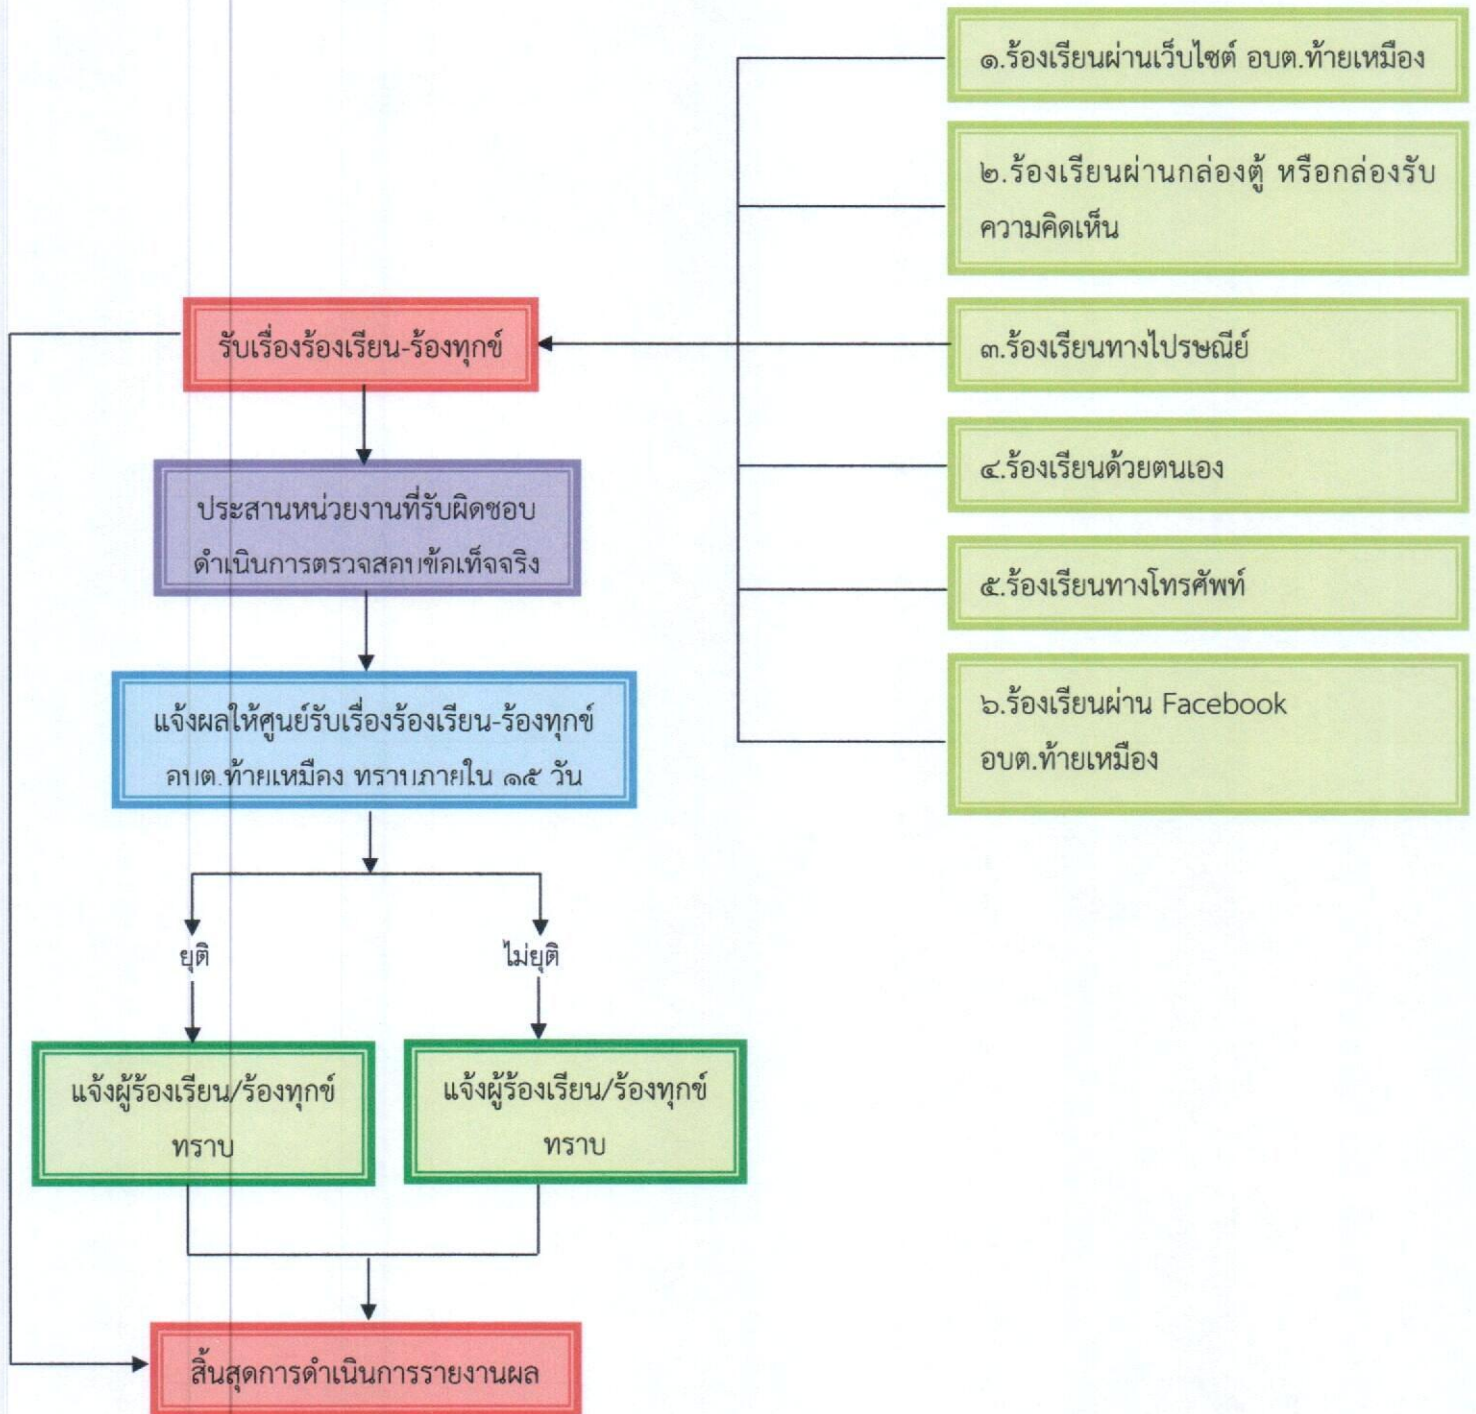 ๑.ร้องเรียนผ่านเว็บไซต์ อบต.ท้ายเหมือง
๒.ร้องเรียนผ่านกล่องตู้ หรือกล่องรับ
ความคิดเห็น
๓.ร้องเรียนทางไปรษณีย์
๔.ร้องเรียนด้วยตนเอง
๕.ร้องเรียนทางโทรศัพท์
๖.ร้องเรียนผ่าน Facebook
อบต.ท้ายเหมือง
รับเรื่องร้องเรียน-ร้องทุกข์
ประสานหน่วยงานที่รับผิดชอบ
ดำเนินการตรวจสอบข้อเท็จจริง
แจ้งผลให้ศูนย์รับเรื่องร้องเรียน-ร้องทุกข์
อบต.ท้ายเหมือง ทราบภายใน ๑๕ วัน
ยุติ
ไม่ยุติ
แจ้งผู้ร้องเรียน/ร้องทุกข์
ทราบ
แจ้งผู้ร้องเรียน/ร้องทุกข์
ทราบ
สิ้นสุดการดำเนินการรายงานผล